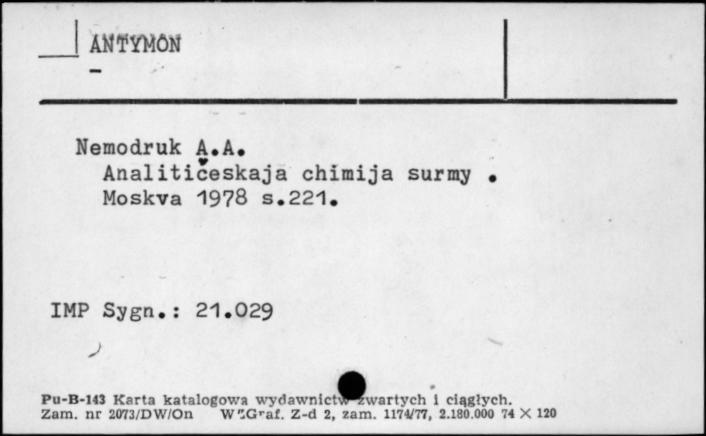 ANTYMON
–
Nemodruk A.A.
Analitičeskaja chimija surmy .
Moskva 1978 s.221.
IMP Sygn.: 21.029
Pu-B-143 Karta katalogowa wydawnictw zwartych i ciągłych.
Zam. nr 2073/DW/On W.Graf. Z-d 2, zam. 1174/77, 2.180.000 74 X 120